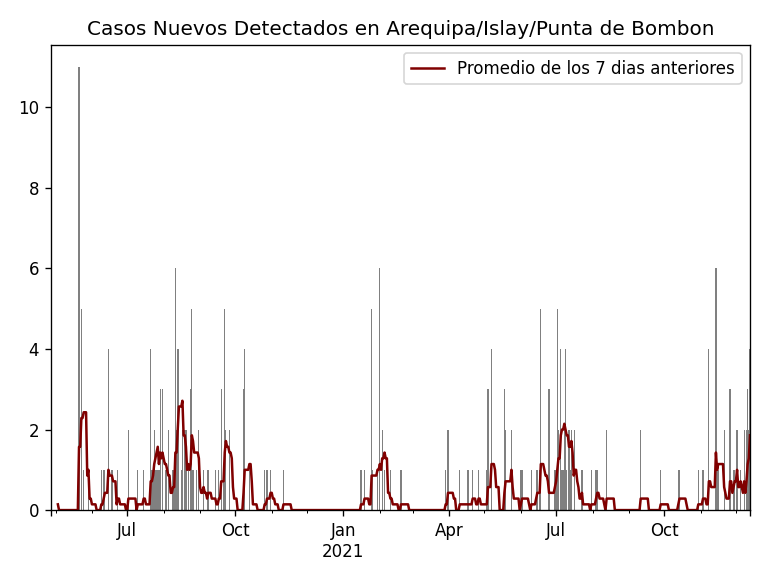 Casos Nuevos Detectados en Arequipa/Islay/Punta de Bombon
Promedio de los 7 dias anteriores
10
8
6
4
2
0
Jul Oct Jan Apr Jul Oct
2021